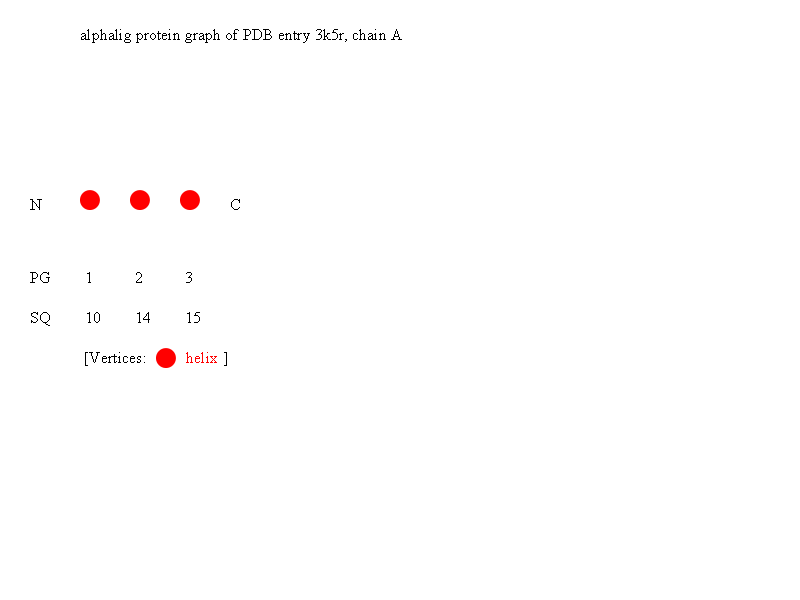 alphalig protein graph of PDB entry 3k5r, chain A
N C
PG 1 2 3
SQ 10 14 15
[Vertices: helix ]